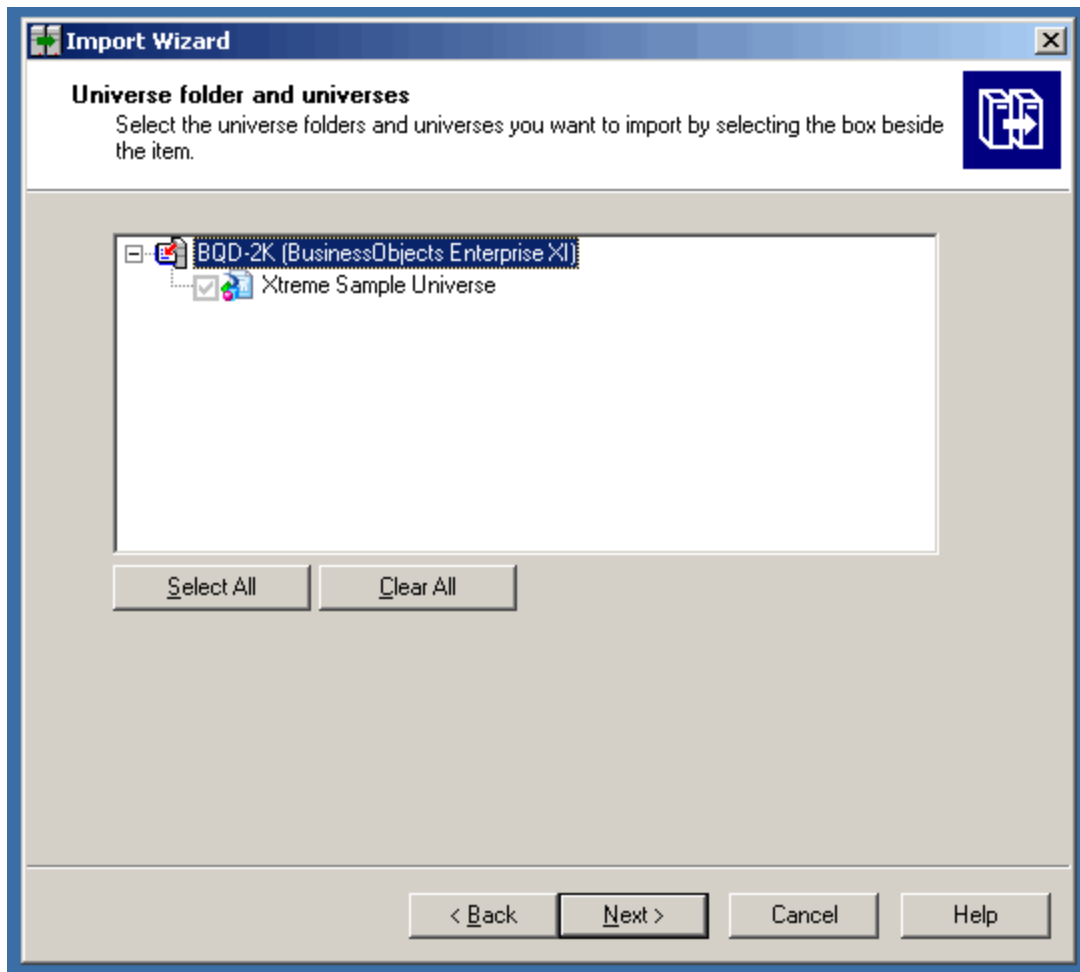 Import Wizard
Universe folder and universes
Select the universe folders and universes you want to import by selecting the box beside
the item.
BQD-2K (BusinessObjects Enterprise XI)
Xtreme Sample Universe
Select All Clear All
< Back Next > Cancel Help